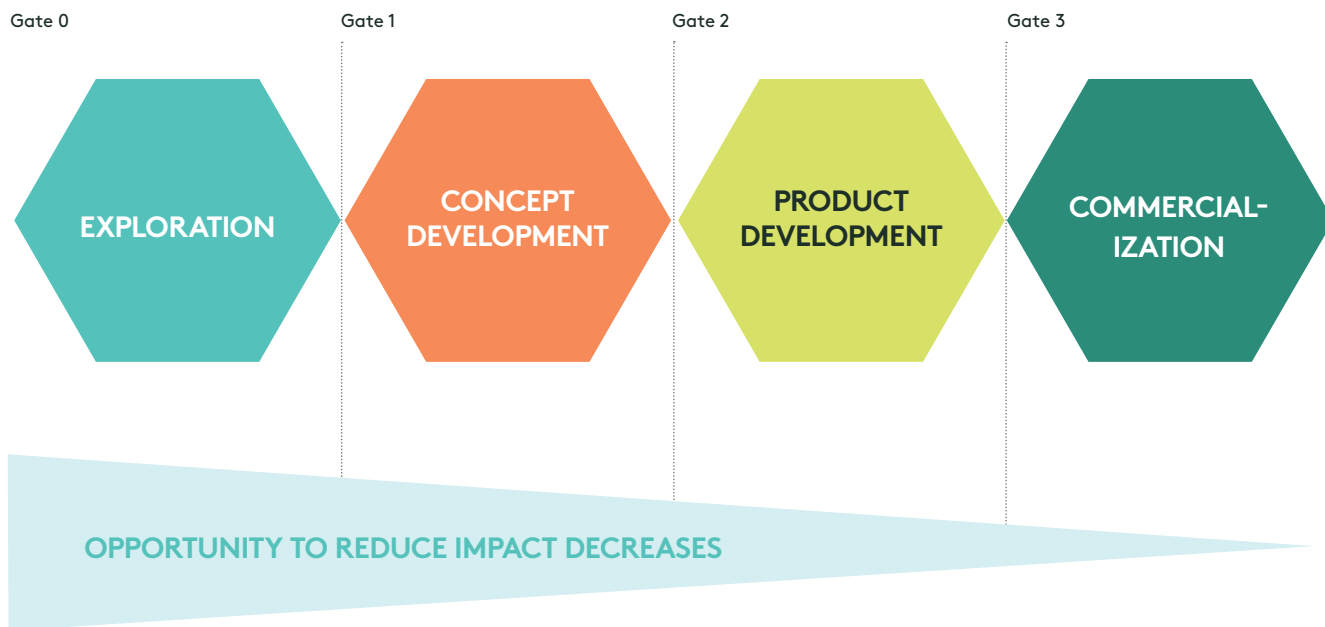 Gate 0
Gate 1
Gate 2
Gate 3
EXPLORATION
CONCEPT
DEVELOPMENT
PRODUCT
DEVELOPMENT
COMMERCIAL-
IZATION
OPPORTUNITY TO REDUCE IMPACT DECREASES